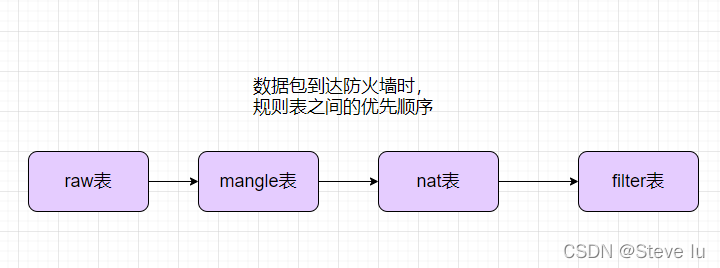 数据包到达防火墙时，
规则表之间的优先顺序
raw表
mangle表
nat表
filter表
CSDN @Steve lu